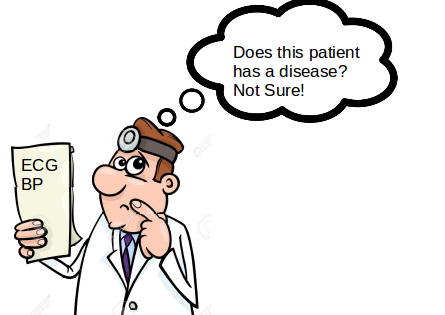 Does this patient
has a disease?
Not Sure!
ECG
BP